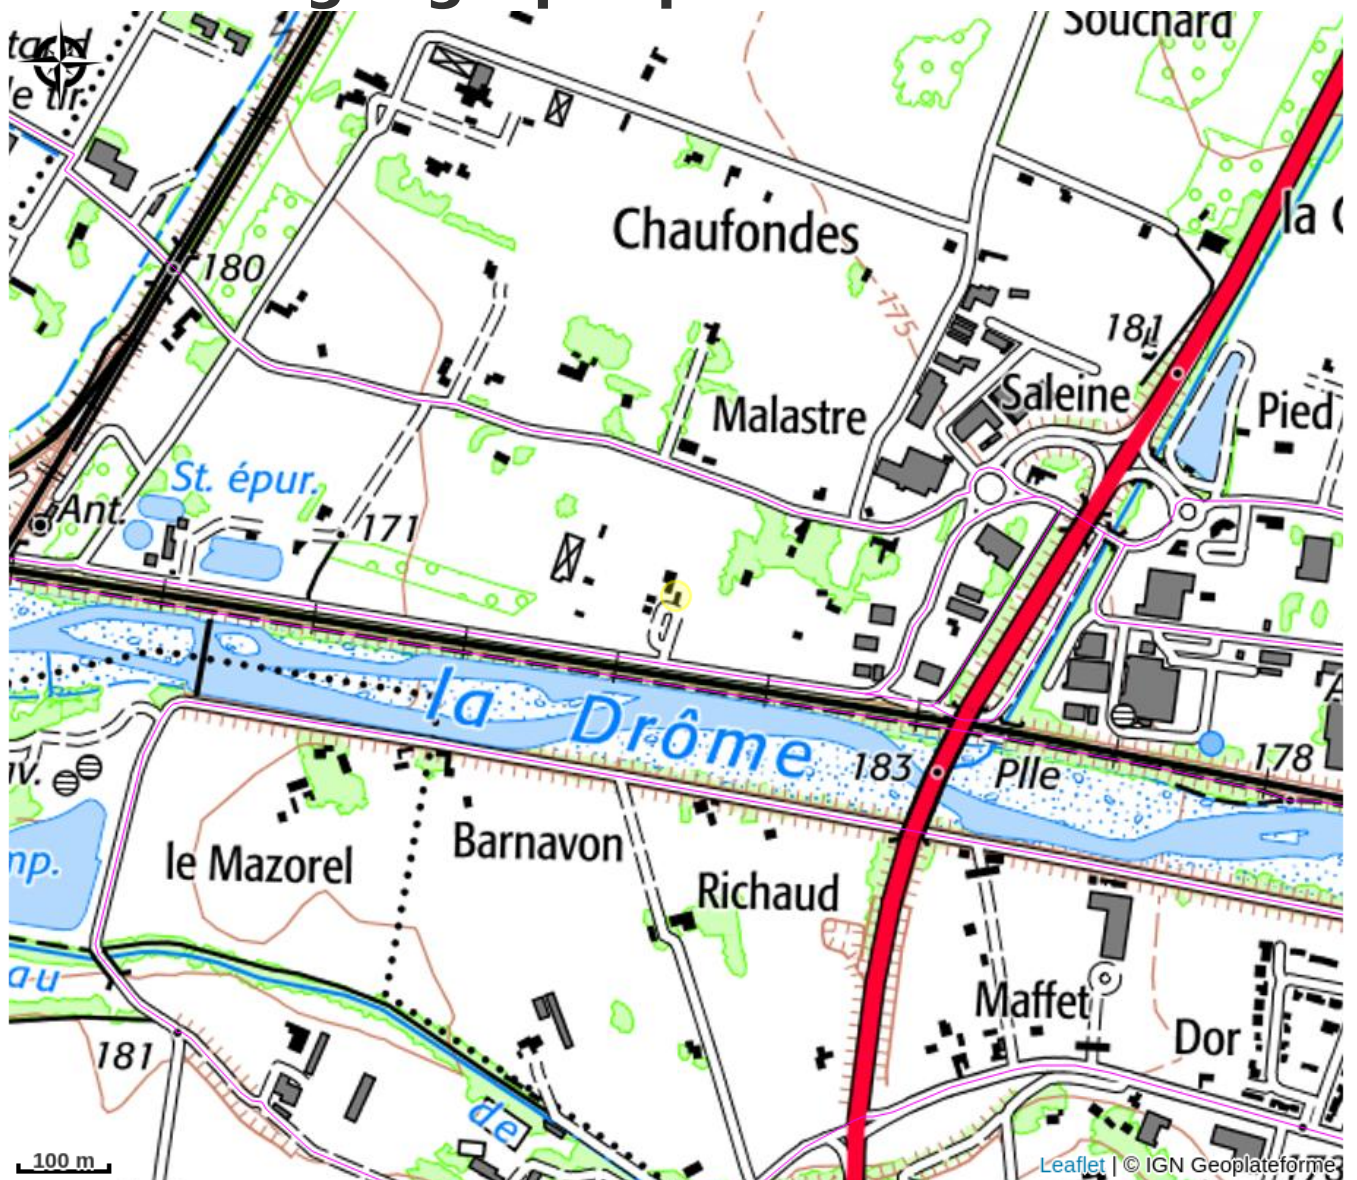 Souchard
Chaufondes
180
175
181
Malastre
Saleine
Pied
St. épur.
Ant.
171
la Drôme
183
Plle
178
le Mazorel
Barnavon
Richaud
Maffet
Dor
181
de
100 m
Leaflet | © IGN Geoplateforme